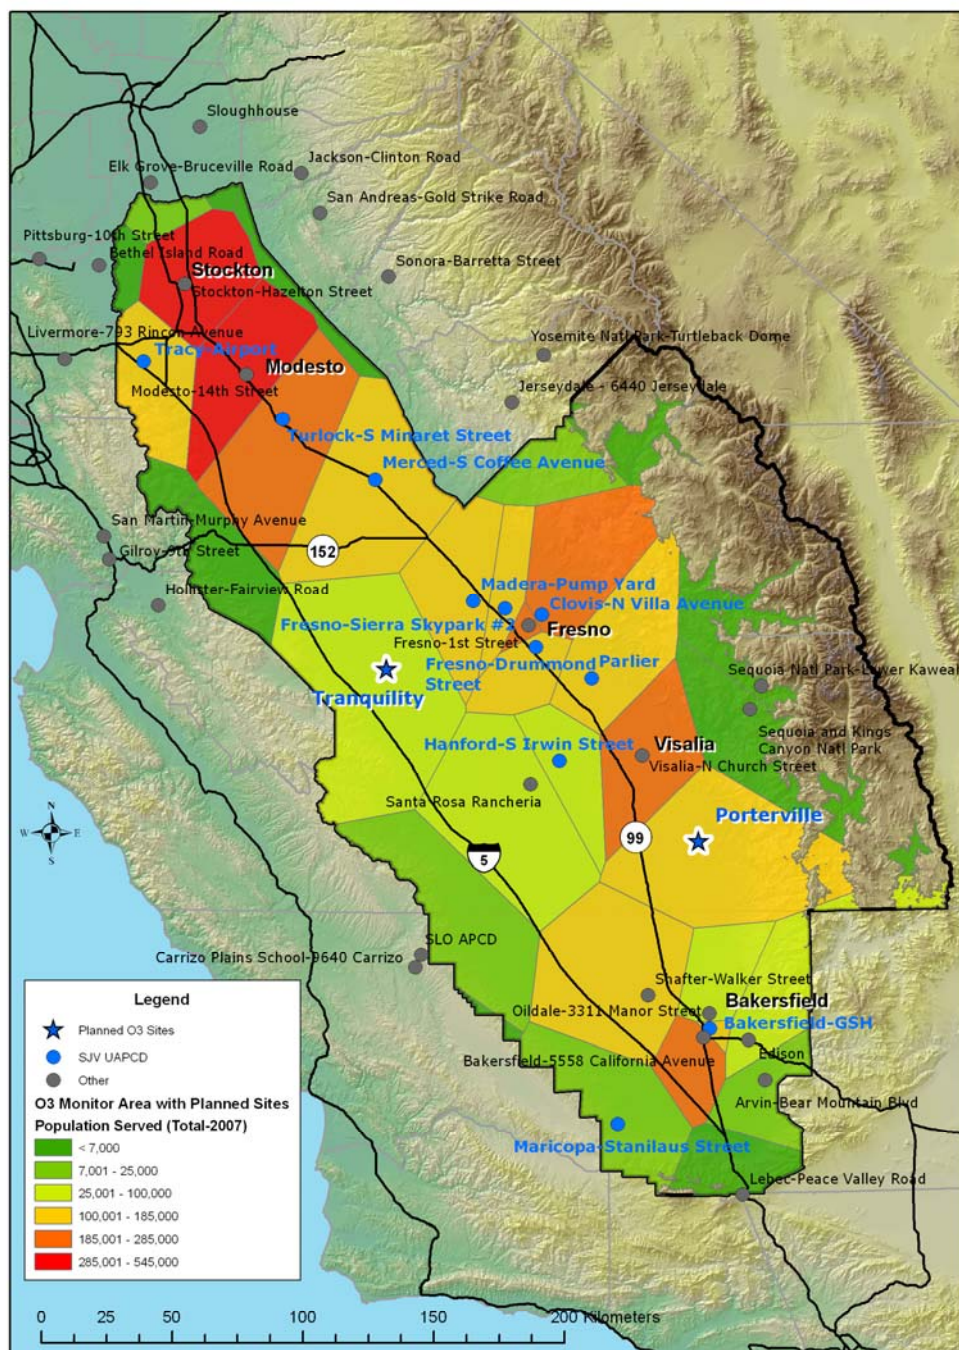 Sloughhouse
Jackson-Clinton Road
Elk Grove-Bruceville Road
San Andreas-Gold Strike Road
Pittsburg-10th Street
Bethel Island Road
Sonora-Barretta Street
Stockton
Stockton-Hazelton Street
Livermore-793 Rincon Avenue
Yosemite Natl Park-Turtleback Dome
Tracy-Airport
Modesto
Modesto-14th Street
Jerseydale - 6440 Jerseydale
Turlock-S Minaret Street
Merced-S Coffee Avenue
San Martin-Murphy Avenue
152
Gilroy-9th Street
Hollister-Fairview Road
Madera-Pump Yard
Clovis-N Villa Avenue
Fresno-Sierra Skypark #2
Fresno
Fresno-1st Street
Fresno-Drummond
Street
Parlier
Sequoia Natl Park-Lower Kaweah
Tranquility
Sequoia and Kings
Canyon Natl Park
Hanford-S Irwin Street
Visalia
Visalia-N Church Street
Santa Rosa Rancheria
Porterville
N
W
E
S
99
5
SLO APCD
Carrizo Plains School-9640 Carrizo
Shafter-Walker Street
Bakersfield
Oildale-3311 Manor Street
Bakersfield-GSH
Edison
Bakersfield-5558 California Avenue
Arvin-Bear Mountain Blvd
Maricopa-Stanilaus Street
Lebec-Peace Valley Road
Legend
Planned O3 Sites
SJV UAPCD
Other
O3 Monitor Area with Planned Sites
Population Served (Total-2007)
< 7,000
7,001 - 25,000
25,001 - 100,000
100,001 - 185,000
185,001 - 285,000
285,001 - 545,000
0 25 50 100 150 200 Kilometers